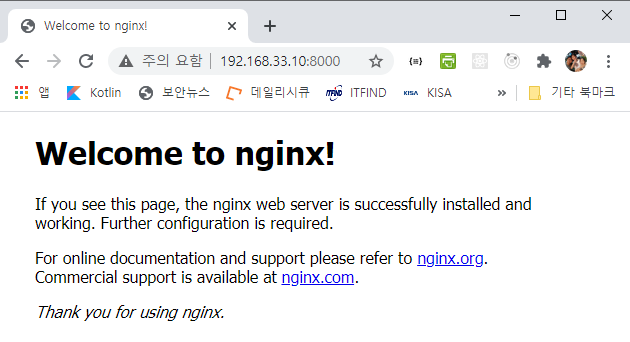 Welcome to nginx!
주의 요함 192.168.33.10:8000
앱 Kotlin 보안뉴스 데일리시큐 ITFIND ITFIND KISA KISA » 기타 북마크
Welcome to nginx!
If you see this page, the nginx web server is successfully installed and
working. Further configuration is required.
For online documentation and support please refer to nginx.org.
Commercial support is available at nginx.com.
Thank you for using nginx.